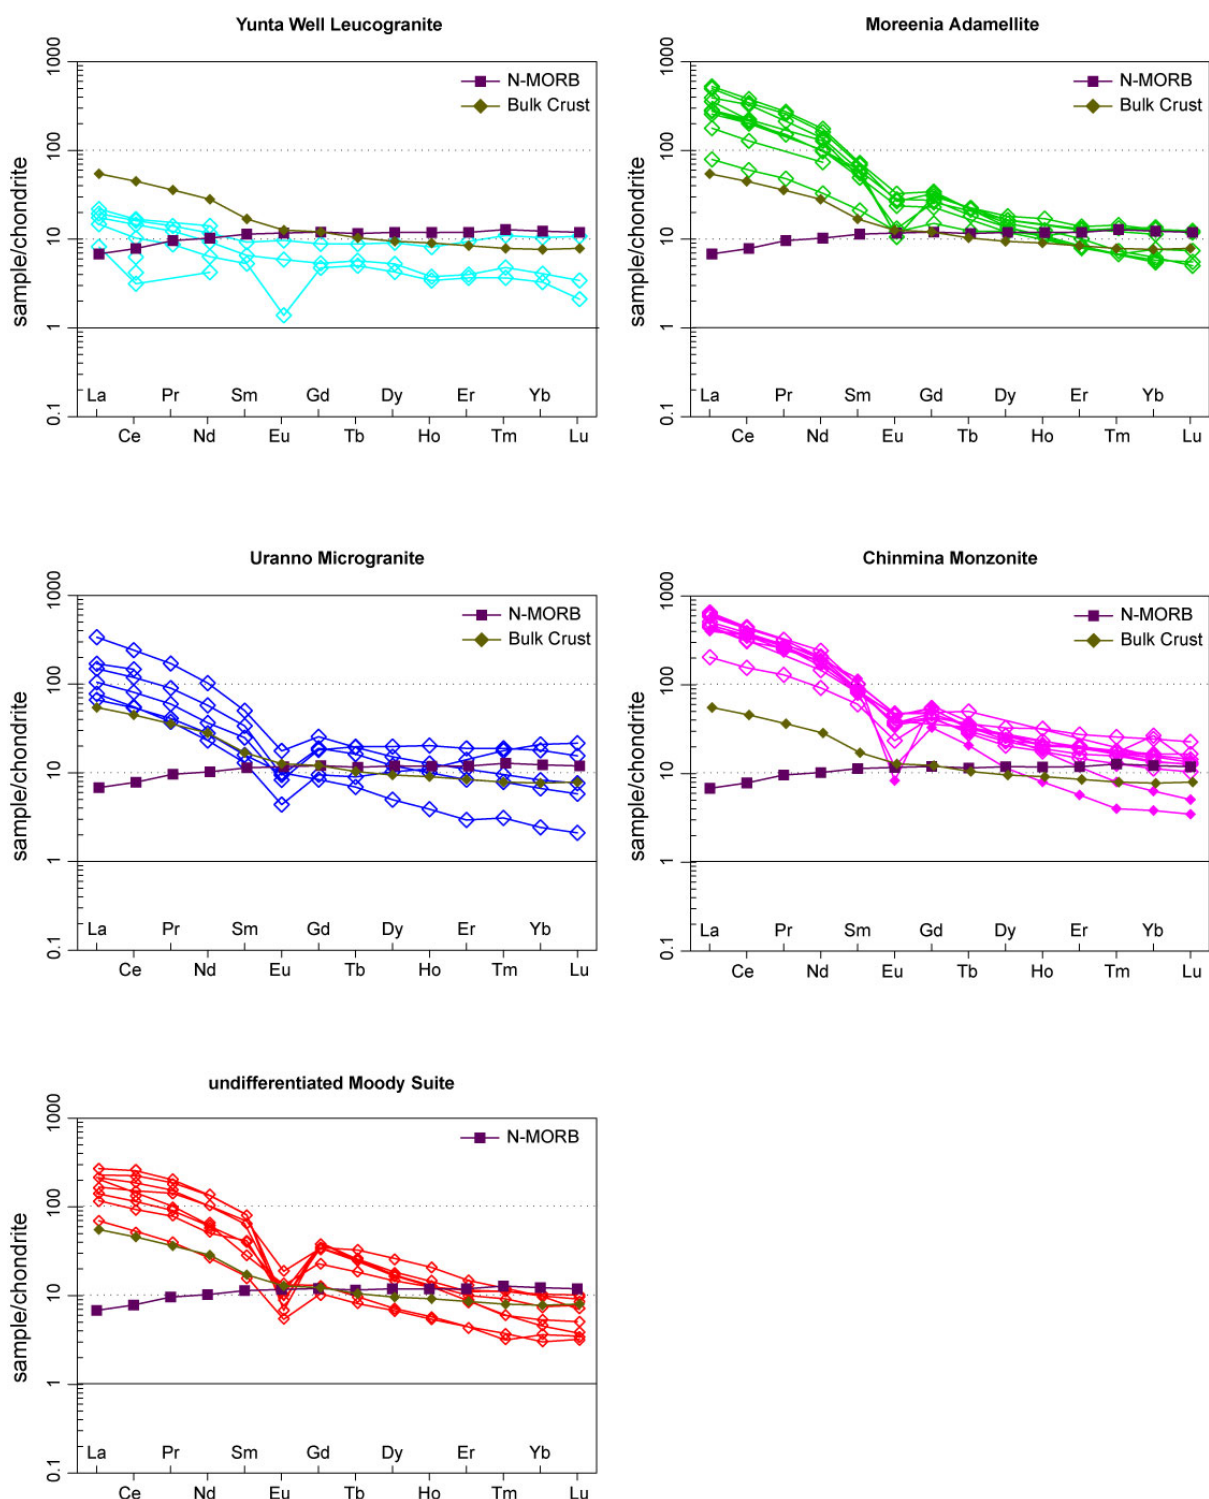 Yunta Well Leucogranite
1000
100
10
1
0.1
sample/chondrite
N-MORB
Bulk Crust
La Pr Sm Gd Dy Er Yb
Ce Nd Eu Tb Ho Tm Lu
Moreenia Adamellite
1000
100
10
1
0.1
sample/chondrite
N-MORB
Bulk Crust
La Pr Sm Gd Dy Er Yb
Ce Nd Eu Tb Ho Tm Lu
Uranno Microgranite
1000
100
10
1
0.1
sample/chondrite
N-MORB
Bulk Crust
La Pr Sm Gd Dy Er Yb
Ce Nd Eu Tb Ho Tm Lu
Chinmina Monzonite
1000
100
10
1
0.1
sample/chondrite
N-MORB
Bulk Crust
La Pr Sm Gd Dy Er Yb
Ce Nd Eu Tb Ho Tm Lu
undifferentiated Moody Suite
1000
100
10
1
0.1
sample/chondrite
N-MORB
La Pr Sm Gd Dy Er Yb
Ce Nd Eu Tb Ho Tm Lu